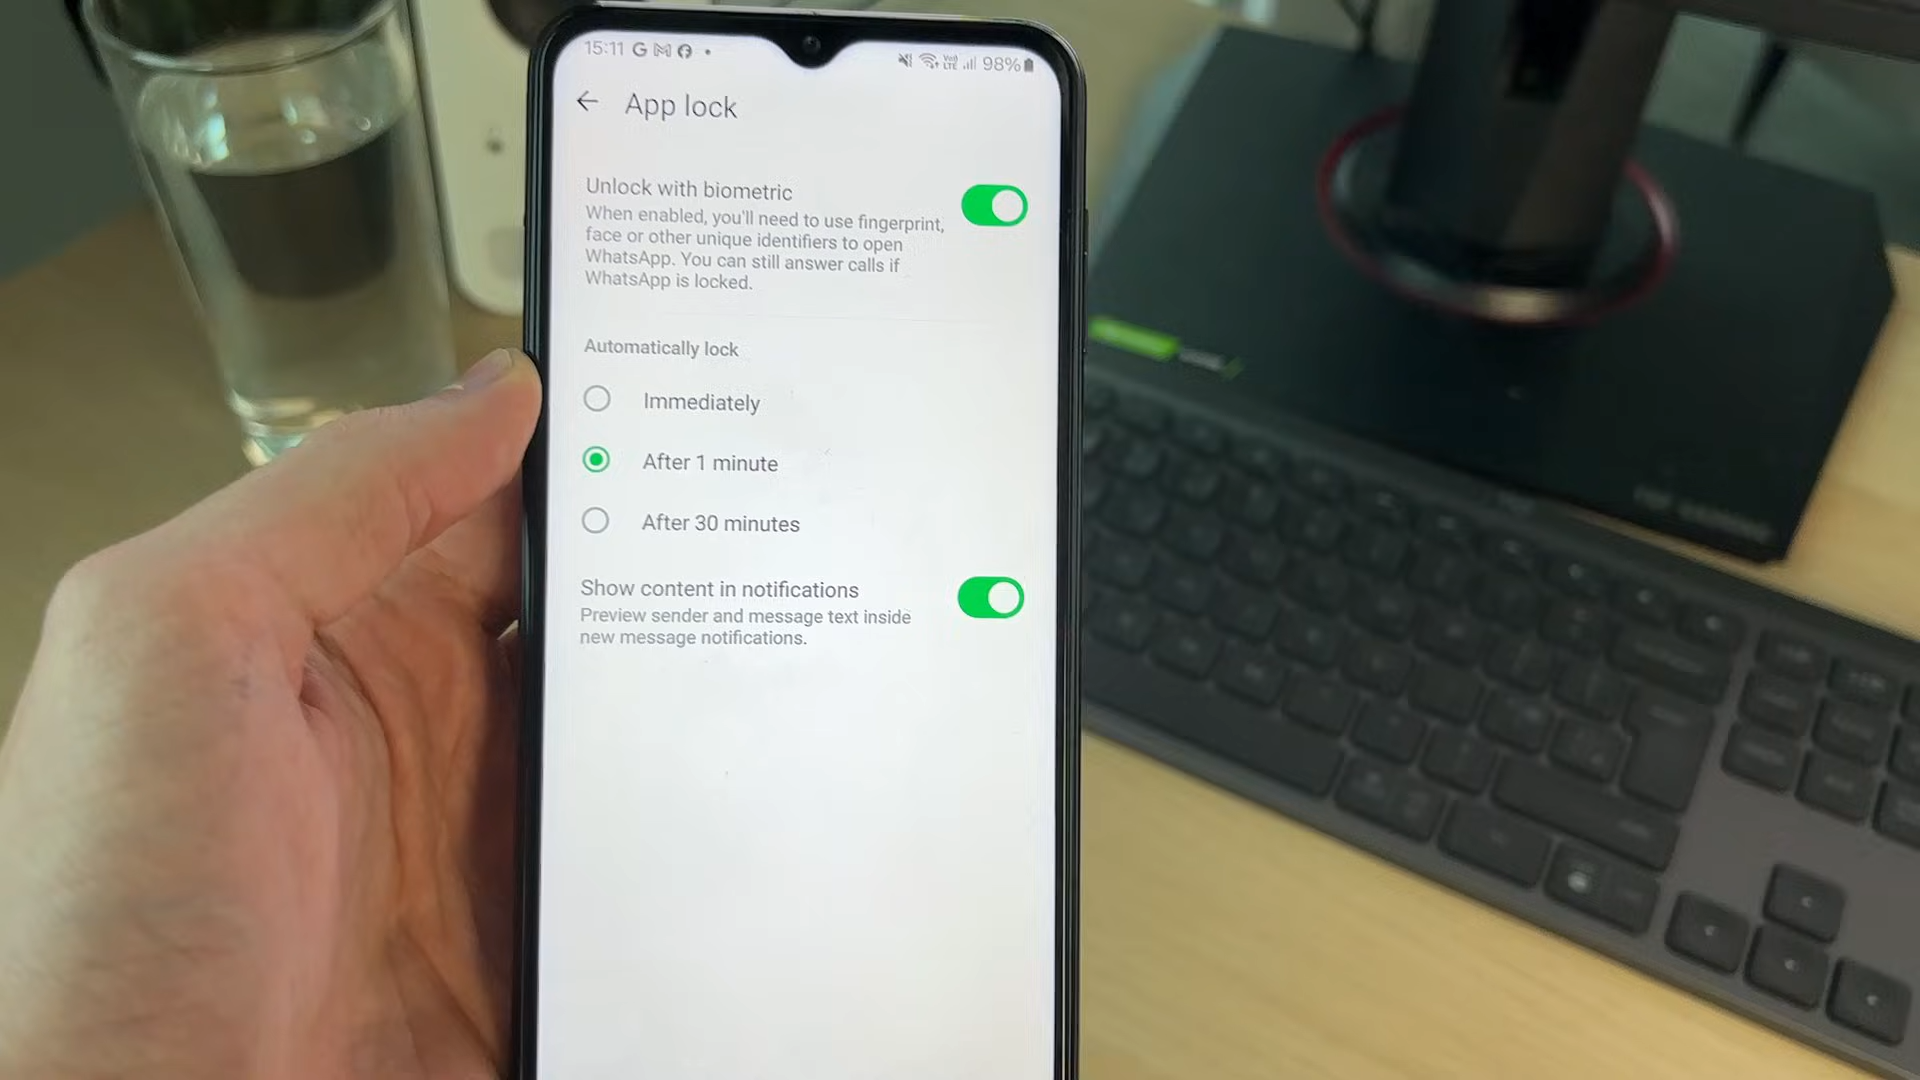 15:11
98%
App lock
Unlock with biometric
When enabled, you'll need to use fingerprint,
face or other unique identifiers to open
WhatsApp. You can still answer calls if
WhatsApp is locked.
Automatically lock
Immediately
After 1 minute
After 30 minutes
Show content in notifications
Preview sender and message text inside
new message notifications.